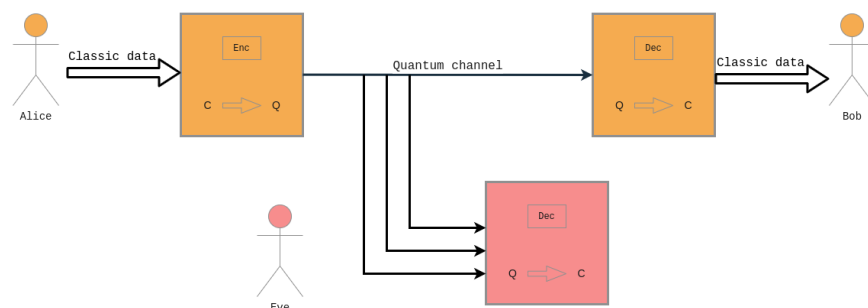 Enc
Dec
Classic data
Quantum channel
Classic data
C
Q
Q
C
Alice
Bob
Dec
Q
C
Eve